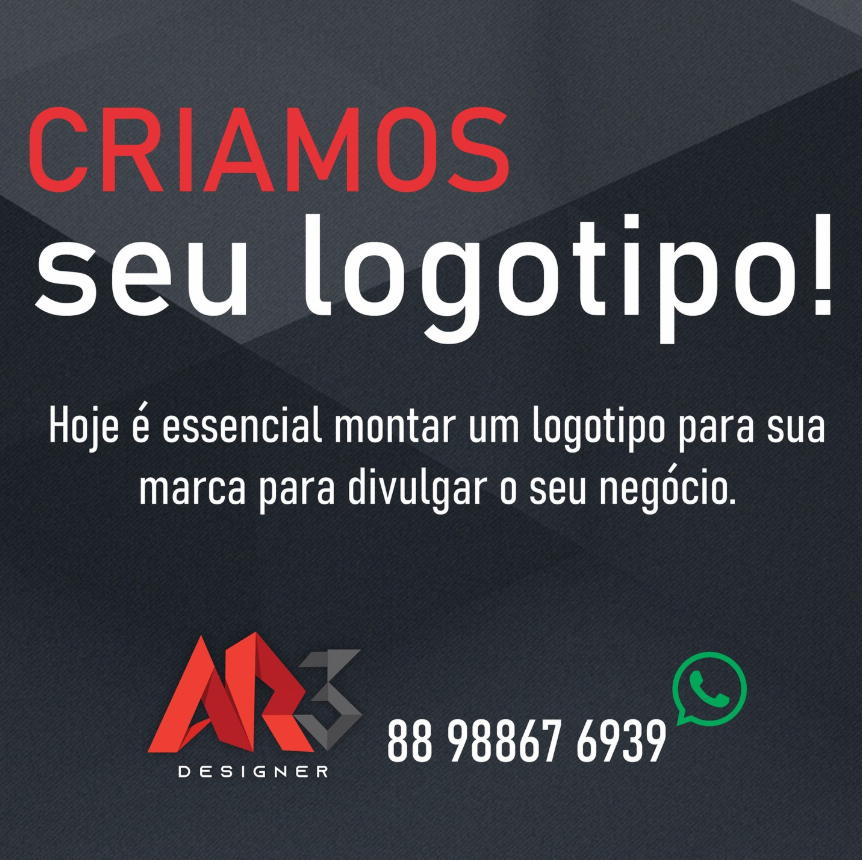 CRIAMOS
seu logotipo!
Hoje é essencial montar um logotipo para sua
marca para divulgar o seu negócio.
AR3
DESIGNER
88 98867 6939